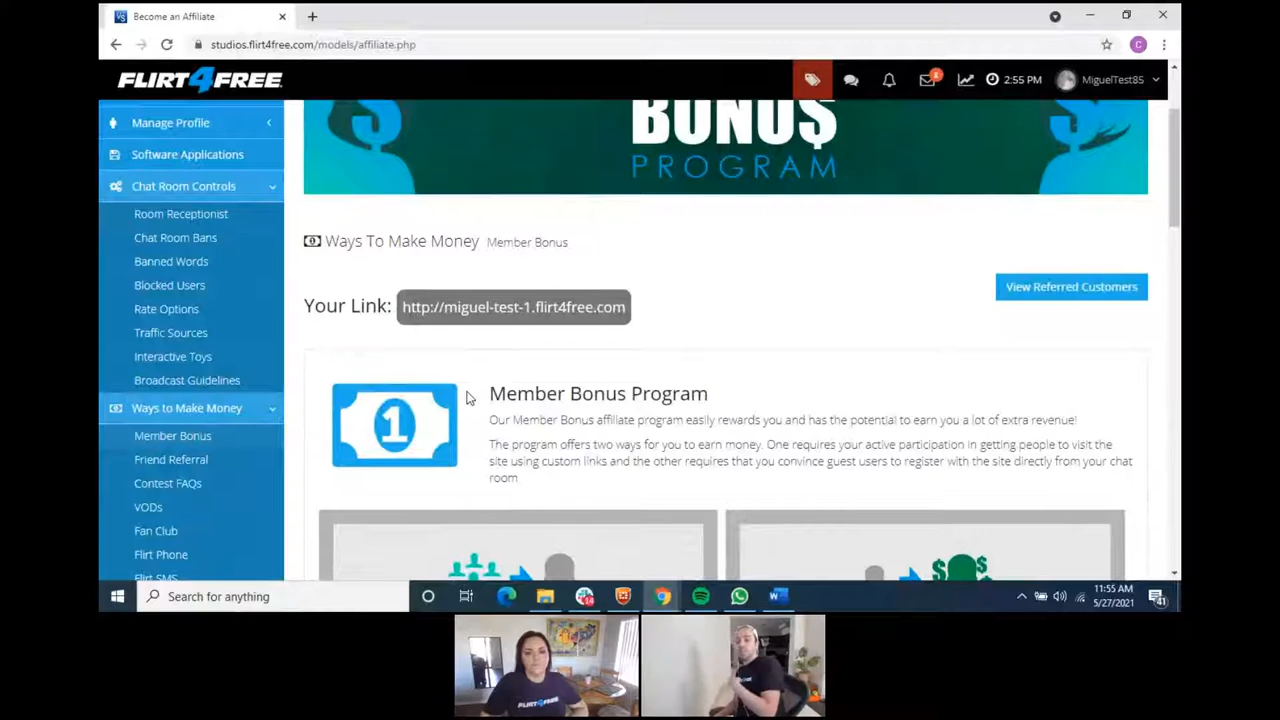 Become an Affiliate
studios.flirt4free.com/models/affiliate.php
FLIRT4FREE
2:55 PM
MiguelTest85
Manage Profile
Software Applications
Chat Room Controls
Room Receptionist
Chat Room Bans
Banned Words
Blocked Users
Rate Options
Traffic Sources
Interactive Toys
Broadcast Guidelines
Ways to Make Money
Member Bonus
Friend Referral
Contest FAQs
VODs
Fan Club
Flirt Phone
Flirt SMS
BONU$
PROGRAM
Ways To Make Money Member Bonus
View Referred Customers
Your Link: http://miguel-test-1.flirt4free.com
Member Bonus Program
Our Member Bonus affiliate program easily rewards you and has the potential to earn you a lot of extra revenue!
The program offers two ways for you to earn money. One requires your active participation in getting people to visit the
site using custom links and the other requires that you convince guest users to register with the site directly from your chat
room
Search for anything
11:55 AM
5/27/2021
41
FLIRT4FREE